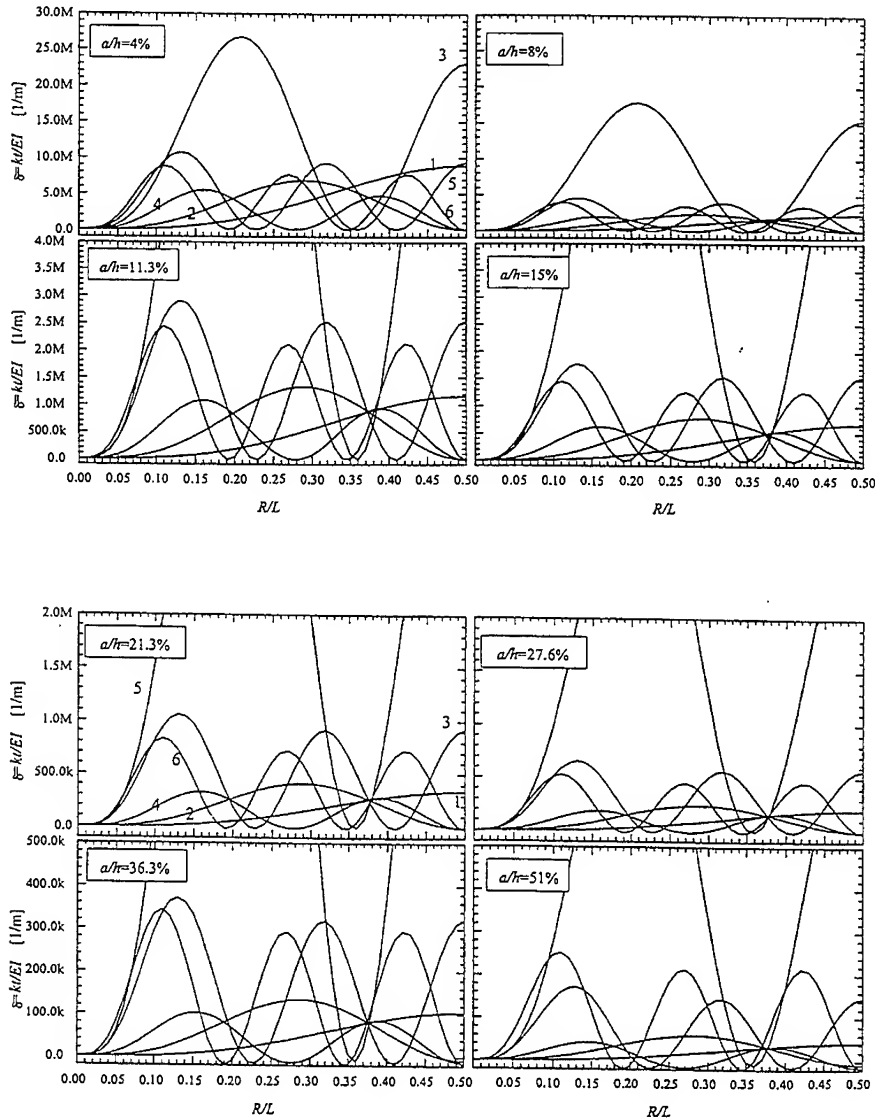 30.0M
25.0M
20.0M
15.0M
10.0M
5.0M
0.0
δ=kt/EI [1/m]
a/h=4%
3
1
4
2
5
6
a/h=8%
4.0M
3.5M
3.0M
2.5M
2.0M
1.5M
1.0M
500.0k
0.0
δ=kt/EI [1/m]
a/h=11.3%
a/h=15%
0.00 0.05 0.10 0.15 0.20 0.25 0.30 0.35 0.40 0.45 0.50
0.05 0.10 0.15 0.20 0.25 0.30 0.35 0.40 0.45 0.50
R/L
R/L
2.0M
1.5M
1.0M
500.0k
0.0
δ=kt/EI [1/m]
a/h=21.3%
5
3
6
4
2
1
a/h=27.6%
500.0k
400.0k
300.0k
200.0k
100.0k
0.0
δ=kt/EI [1/m]
a/h=36.3%
a/h=51%
0.00 0.05 0.10 0.15 0.20 0.25 0.30 0.35 0.40 0.45 0.50
0.05 0.10 0.15 0.20 0.25 0.30 0.35 0.40 0.45 0.50
R/L
R/L